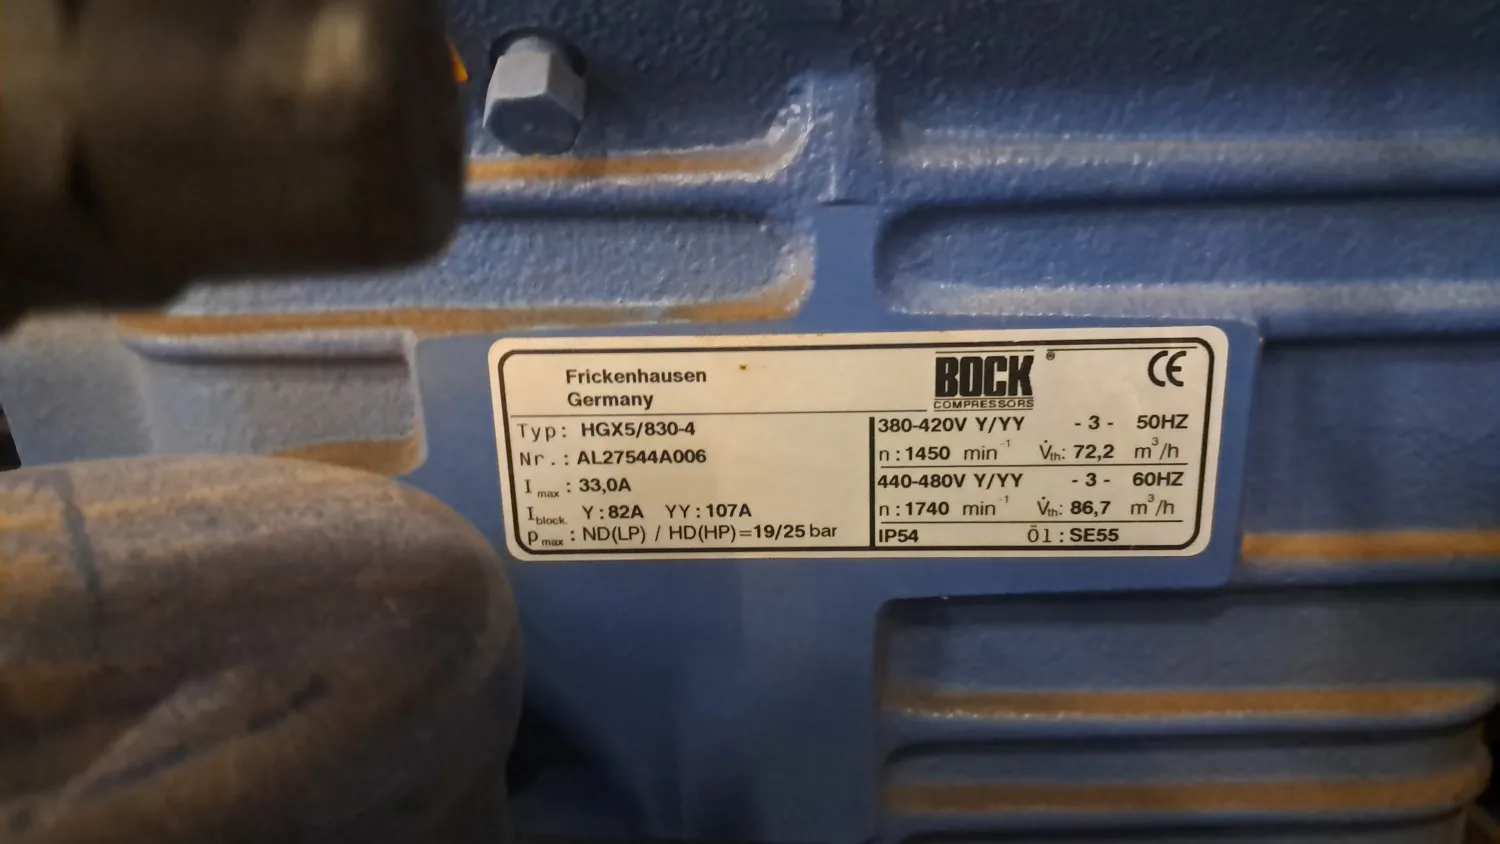 Frickenhausen
Germany
BOCK ®
COMPRESSORS
CE
Typ: HGX5/830-4
Nr.: AL27544A006
I max : 33,0A
I block. Y : 82A YY : 107A
p max : ND(LP) / HD(HP)=19/25 bar
380-420V Y/YY - 3 - 50HZ
n : 1450 min⁻¹ V̇th: 72,2 m³/h
440-480V Y/YY - 3 - 60HZ
n : 1740 min⁻¹ V̇th: 86,7 m³/h
IP54 Öl : SE55